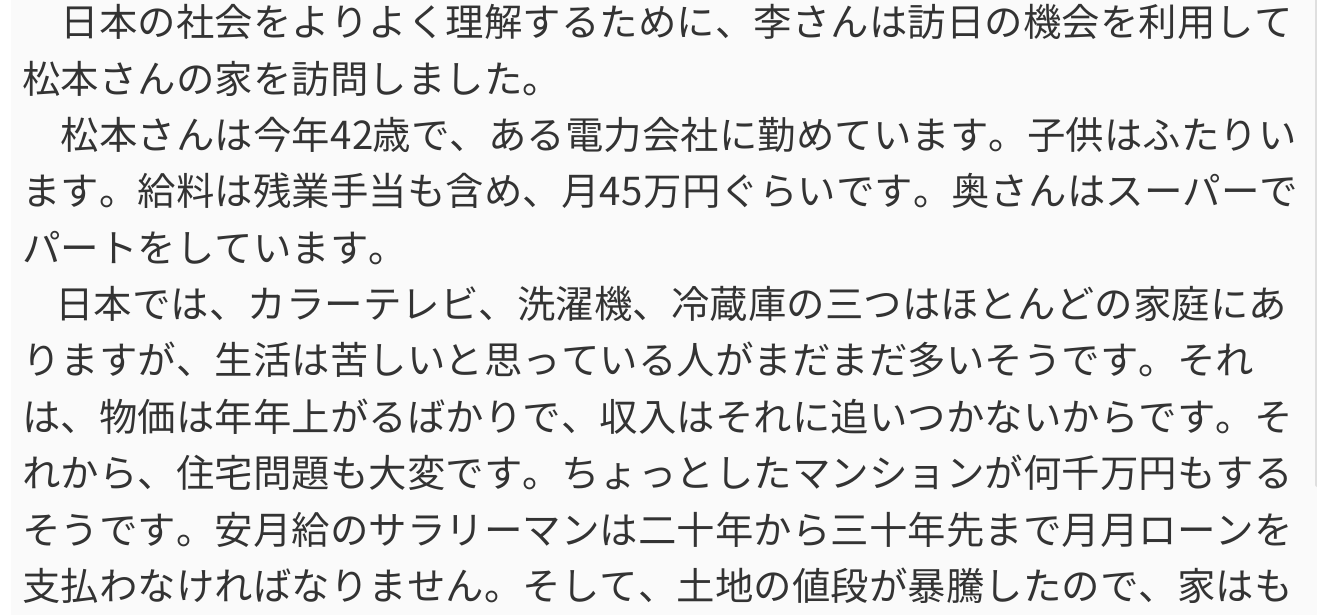 日本の社会をよりよく理解するために、李さんは訪日の機会を利用して
松本さんの家を訪問しました。
松本さんは今年42歳で、ある電力会社に勤めています。子供はふたりい
ます。給料は残業手当も含め、月45万円ぐらいです。奥さんはスーパーで
パートをしています。
日本では、カラーテレビ、洗濯機、冷蔵庫の三つはほとんどの家庭にあ
りますが、生活は苦しいと思っている人がまだまだ多いそうです。それ
は、物価は年年上がるばかりで、収入はそれに追いつかないからです。そ
れから、住宅問題も大変です。ちょっとしたマンションが何千万円もする
そうです。安月給のサラリーマンは二十年から三十年先まで月月ローンを
支払わなければなりません。そして、土地の値段が暴騰したので、家はも